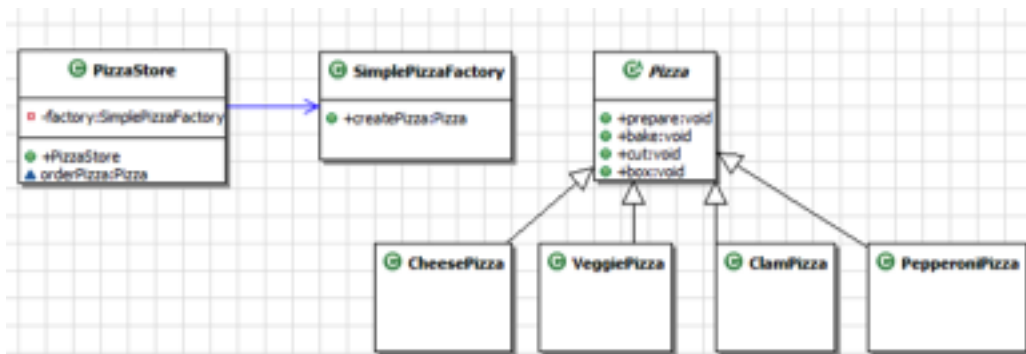 PizzaStore
-factory:SimplePizzaFactory
+PizzaStore
orderPizza:Pizza
SimplePizzaFactory
+createPizza:Pizza
Pizza
+prepare:void
+bake:void
+cut:void
+box:void
CheesePizza
VeggiePizza
ClamPizza
PepperoniPizza